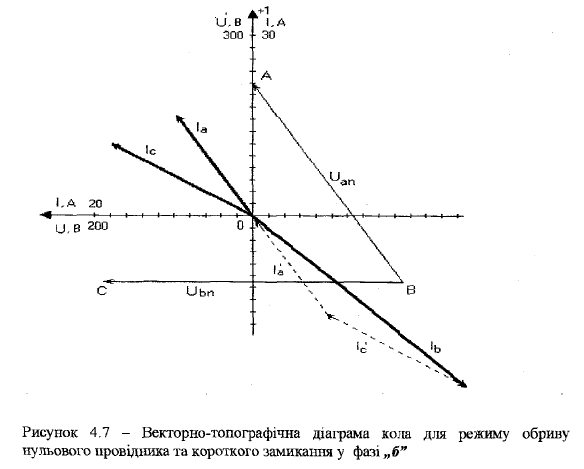 U, В
+1
I, A
300
30
A
Ia
Ic
Uan
I, A 20
U, В 200
0
Ia'
C
Ubn
B
Ic'
Ib
Рисунок 4.7 – Векторно-топографічна діаграма кола для режиму обриву
нульового провідника та короткого замикання у фазі „б"